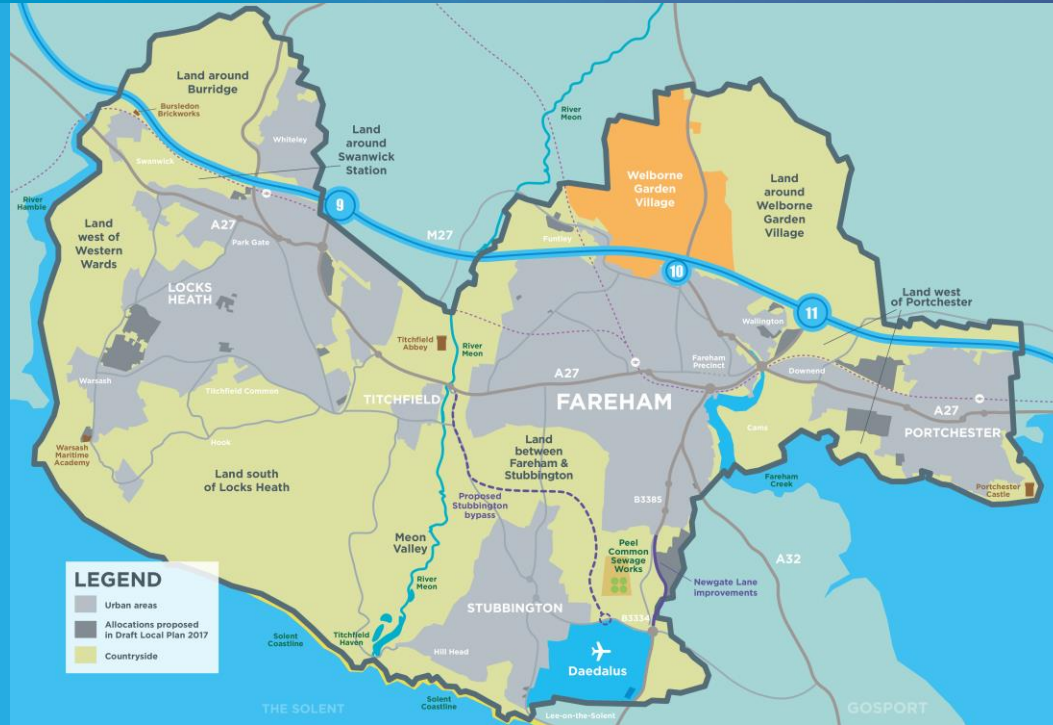 Land around
Burridge
Bursledon
Brickworks
Whiteley
Land
around
Swanwick
Station
Swanwick
River
Hamble
Land
west of
Western
Wards
A27
Park Gate
9
M27
River
Meon
Welborne
Garden
Village
Land
around
Welborne
Garden
Village
Funtley
10
11
Land west
of Portchester
LOCKS
HEATH
Titchfield
Abbey
River
Meon
Wallington
Fareham
Precinct
Downend
A27
FAREHAM
A27
PORTCHESTER
Warsash
Titchfield Common
TITCHFIELD
Cams
Hook
Warsash
Maritime
Academy
Land south
of Locks Heath
Land
between
Fareham &
Stubbington
Fareham
Creek
Portchester
Castle
Proposed
Stubbington
bypass
B3385
Meon
Valley
Peel
Common
Sewage
Works
A32
Newgate Lane
improvements
River
Meon
STUBBINGTON
B3334
LEGEND
Urban areas
Allocations proposed
in Draft Local Plan 2017
Countryside
Solent
Coastline
Titchfield
Haven
Hill Head
Daedalus
Solent
Coastline
THE SOLENT
Lee-on-the-Solent
GOSPORT